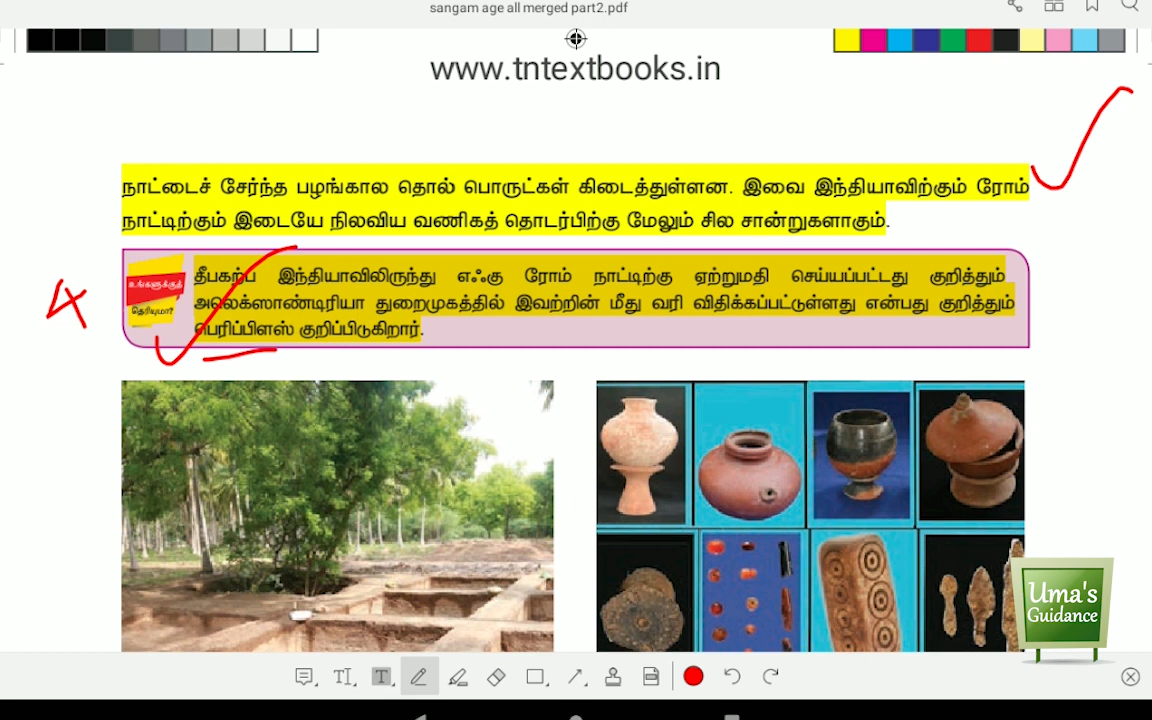 sangam age all merged part2.pdf
www.tntextbooks.in
நாட்டைச் சேர்ந்த பழங்கால தொல் பொருட்கள் கிடைத்துள்ளன. இவை இந்தியாவிற்கும் ரோம்
நாட்டிற்கும் இடையே நிலவிய வணிகத் தொடர்பிற்கு மேலும் சில சான்றுகளாகும்.
4
உங்களுக்குத்
தெரியுமா?
தீபகற்ப இந்தியாவிலிருந்து எஃகு ரோம் நாட்டிற்கு ஏற்றுமதி செய்யப்பட்டது குறித்தும்
அலெக்ஸாண்டிரியா துறைமுகத்தில் இவற்றின் மீது வரி விதிக்கப்பட்டுள்ளது என்பது குறித்தும்
பெரிப்பிளஸ் குறிப்பிடுகிறார்.
Uma's
Guidance